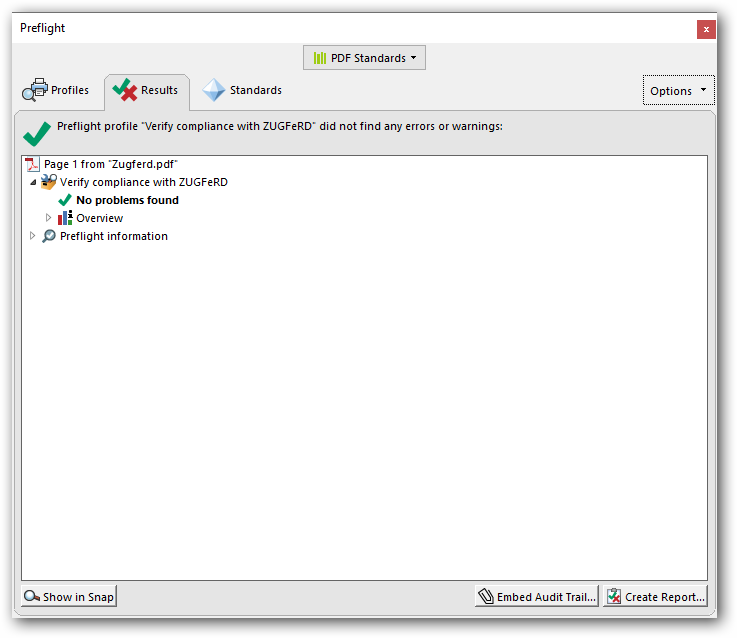 Preflight
x
PDF Standards
Profiles
Results
Standards
Options
Preflight profile "Verify compliance with ZUGFeRD" did not find any errors or warnings:
Page 1 from "Zugferd.pdf"
Verify compliance with ZUGFeRD
No problems found
Overview
Preflight information
Show in Snap
Embed Audit Trail...
Create Report...